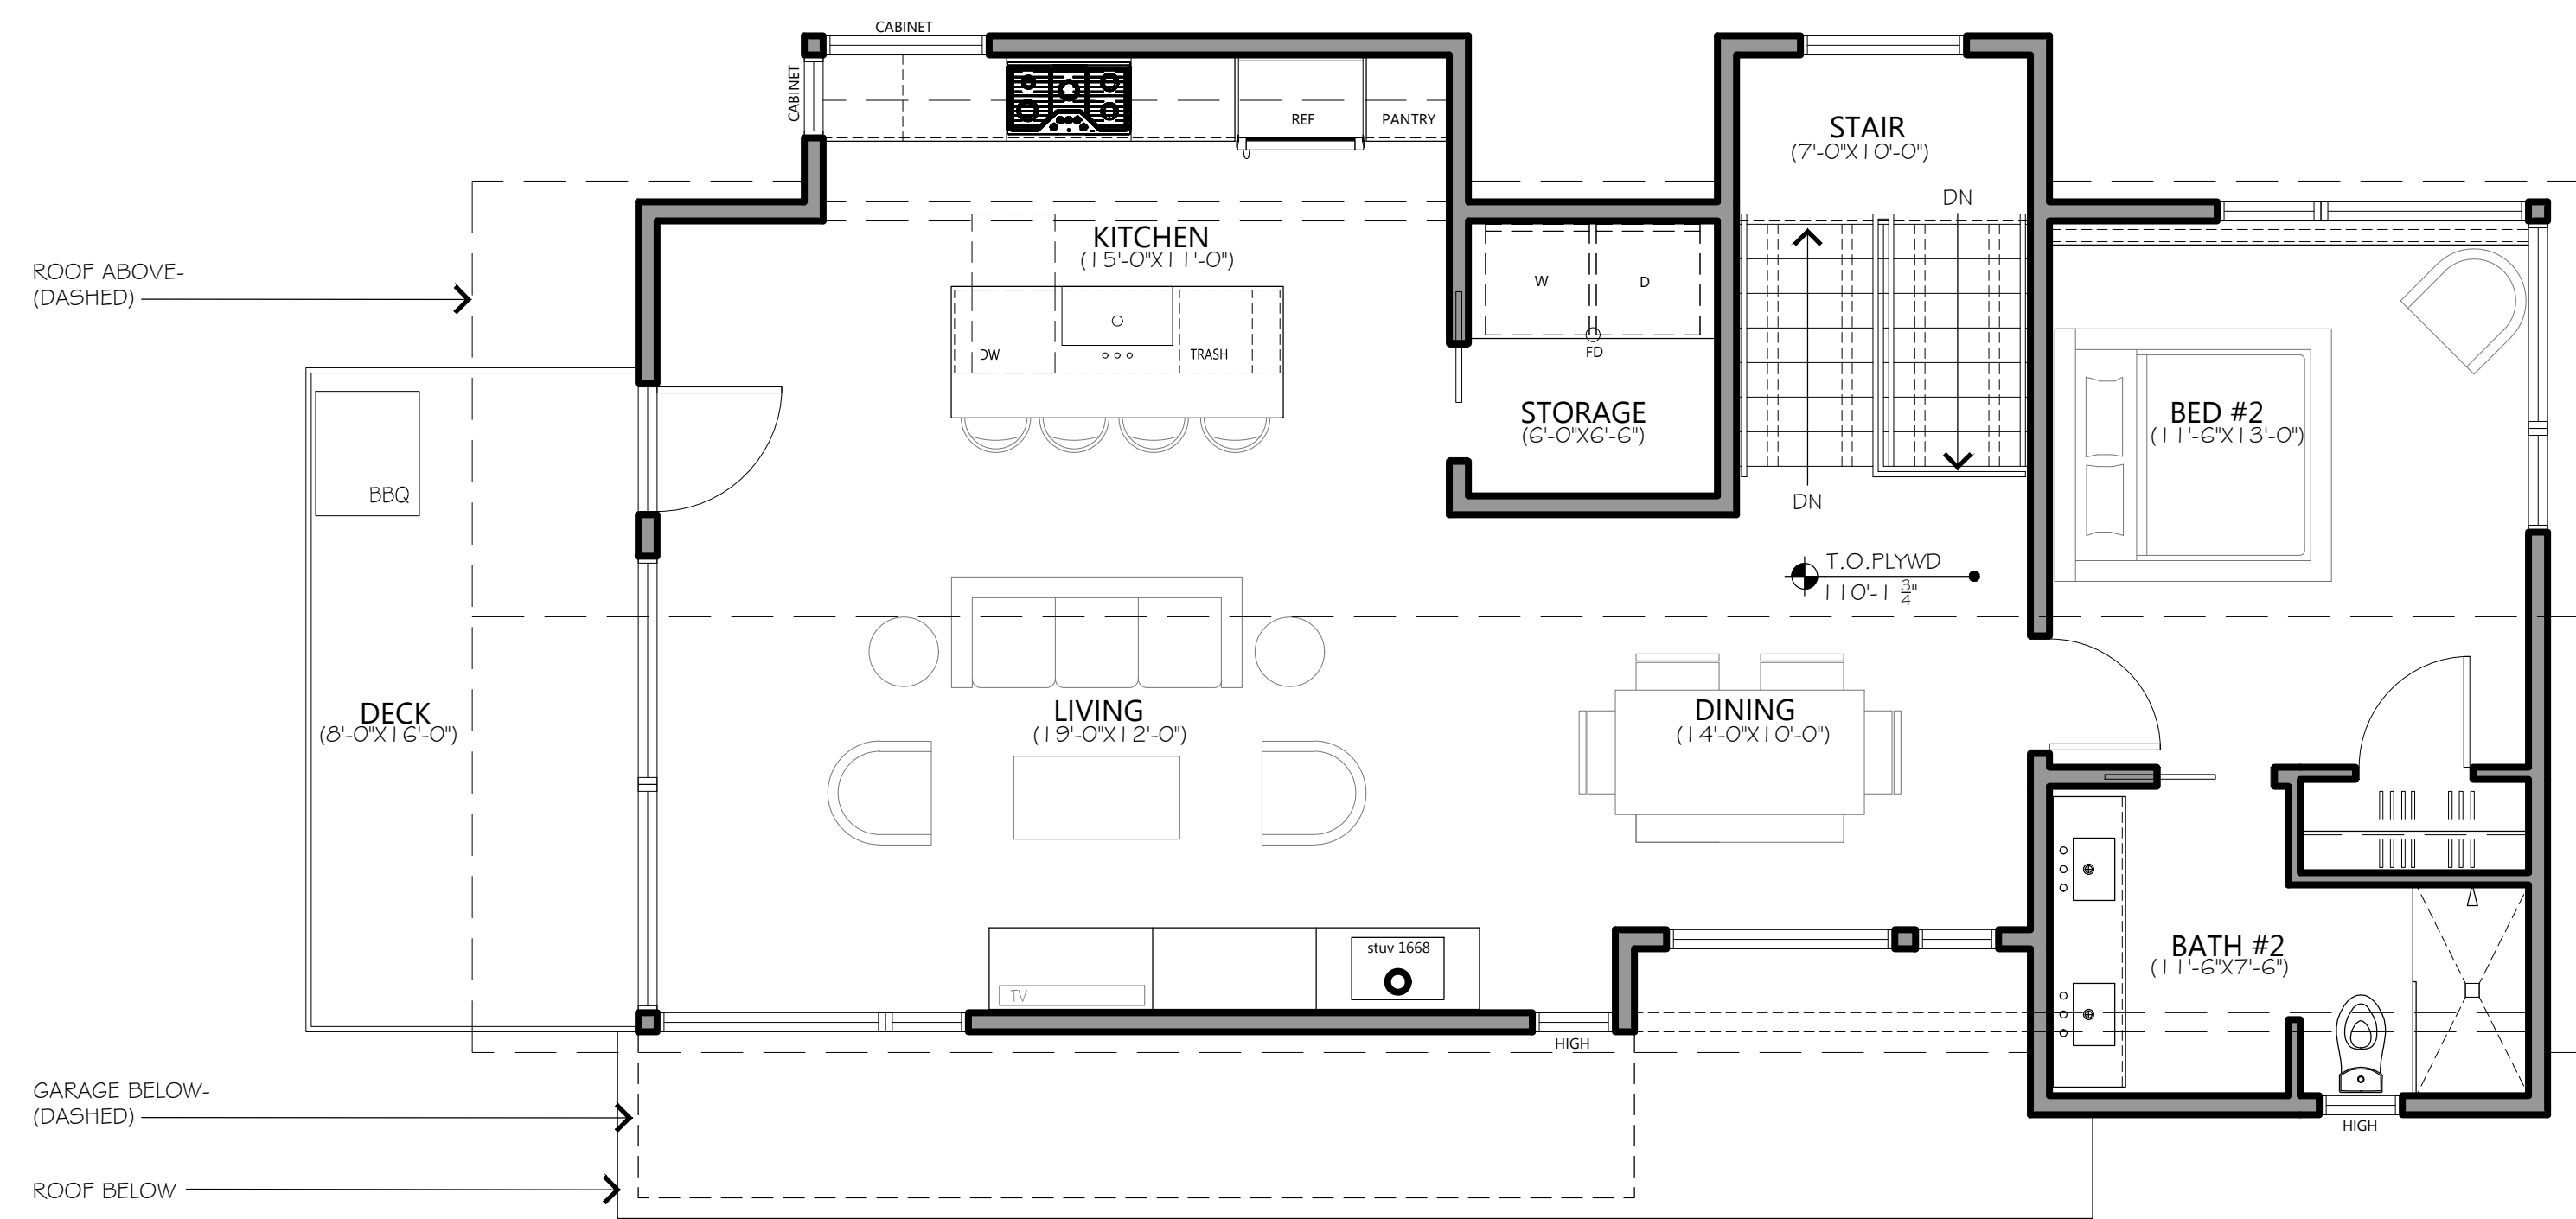 CABINET
CABINET
REF
PANTRY
STAIR
(7'-0"X10'-0")
DN
KITCHEN
(15'-0"X11'-0")
ROOF ABOVE-
(DASHED)
W
D
FD
DW
TRASH
STORAGE
(6'-0"X6'-6")
BED #2
(11'-6"X13'-0")
BBQ
DN
T.O.PLYWD
110'-1 3/4"
DECK
(8'-0"X16'-0")
LIVING
(19'-0"X12'-0")
DINING
(14'-0"X10'-0")
stuv 1668
TV
BATH #2
(11'-6"X7'-6")
HIGH
GARAGE BELOW-
(DASHED)
HIGH
ROOF BELOW